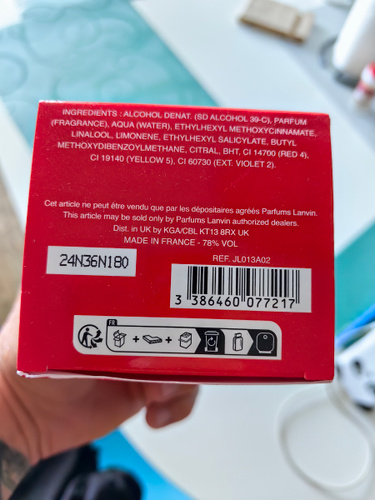 INGREDIENTS : ALCOHOL DENAT. (SD ALCOHOL 39-C), PARFUM
(FRAGRANCE), AQUA (WATER), ETHYLHEXYL METHOXYCINNAMATE,
LINALOOL, LIMONENE, ETHYLHEXYL SALICYLATE, BUTYL
METHOXYDIBENZOYLMETHANE, CITRAL, BHT, CI 14700 (RED 4),
CI 19140 (YELLOW 5), CI 60730 (EXT. VIOLET 2).
Cet article ne peut être vendu que par les dépositaires agréés Parfums Lanvin.
This article may be sold only by Parfums Lanvin authorized dealers.
Dist. in UK by KGA/CBL KT13 8RX UK
MADE IN FRANCE - 78% VOL
24N36N180
REF. JL013A02
3 386460 077217
FR
+ +